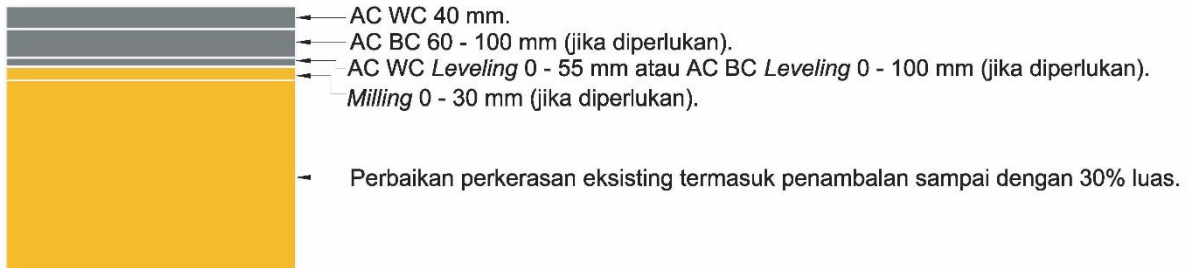 AC WC 40 mm.
AC BC 60 - 100 mm (jika diperlukan).
AC WC Leveling 0 - 55 mm atau AC BC Leveling 0 - 100 mm (jika diperlukan).
Milling 0 - 30 mm (jika diperlukan).
Perbaikan perkerasan eksisting termasuk penambalan sampai dengan 30% luas.